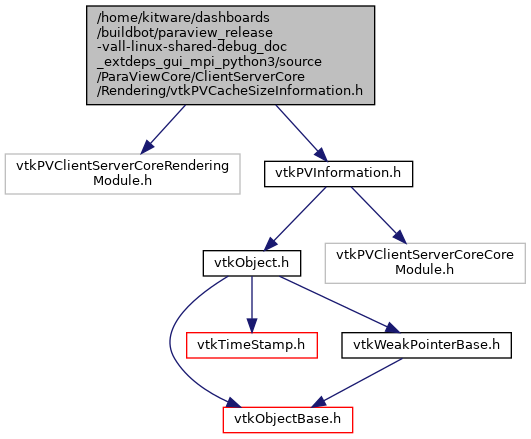 /home/kitware/dashboards
/buildbot/paraview_release
-vall-linux-shared-debug_doc
_extdeps_gui_mpi_python3/source
/ParaViewCore/ClientServerCore
/Rendering/vtkPVCacheSizeInformation.h
vtkPVClientServerCoreRendering
Module.h
vtkPVInformation.h
vtkObject.h
vtkPVClientServerCoreCore
Module.h
vtkTimeStamp.h
vtkWeakPointerBase.h
vtkObjectBase.h